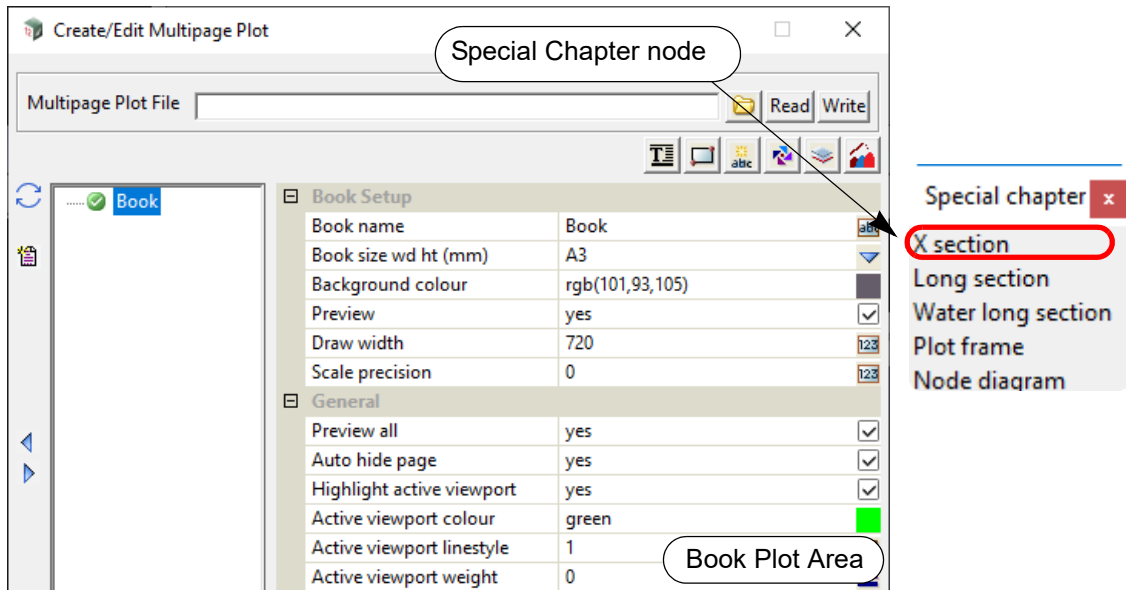 Create/Edit Multipage Plot
Special Chapter node
Multipage Plot File
Read
Write
abc
Book
Book Setup
Book name Book abc
Book size wd ht (mm) A3
Background colour rgb(101,93,105)
Preview yes
Draw width 720 123
Scale precision 0 123
General
Preview all yes
Auto hide page yes
Highlight active viewport yes
Active viewport colour green
Active viewport linestyle 1
Active viewport weight 0
Book Plot Area
Special chapter x
X section
Long section
Water long section
Plot frame
Node diagram